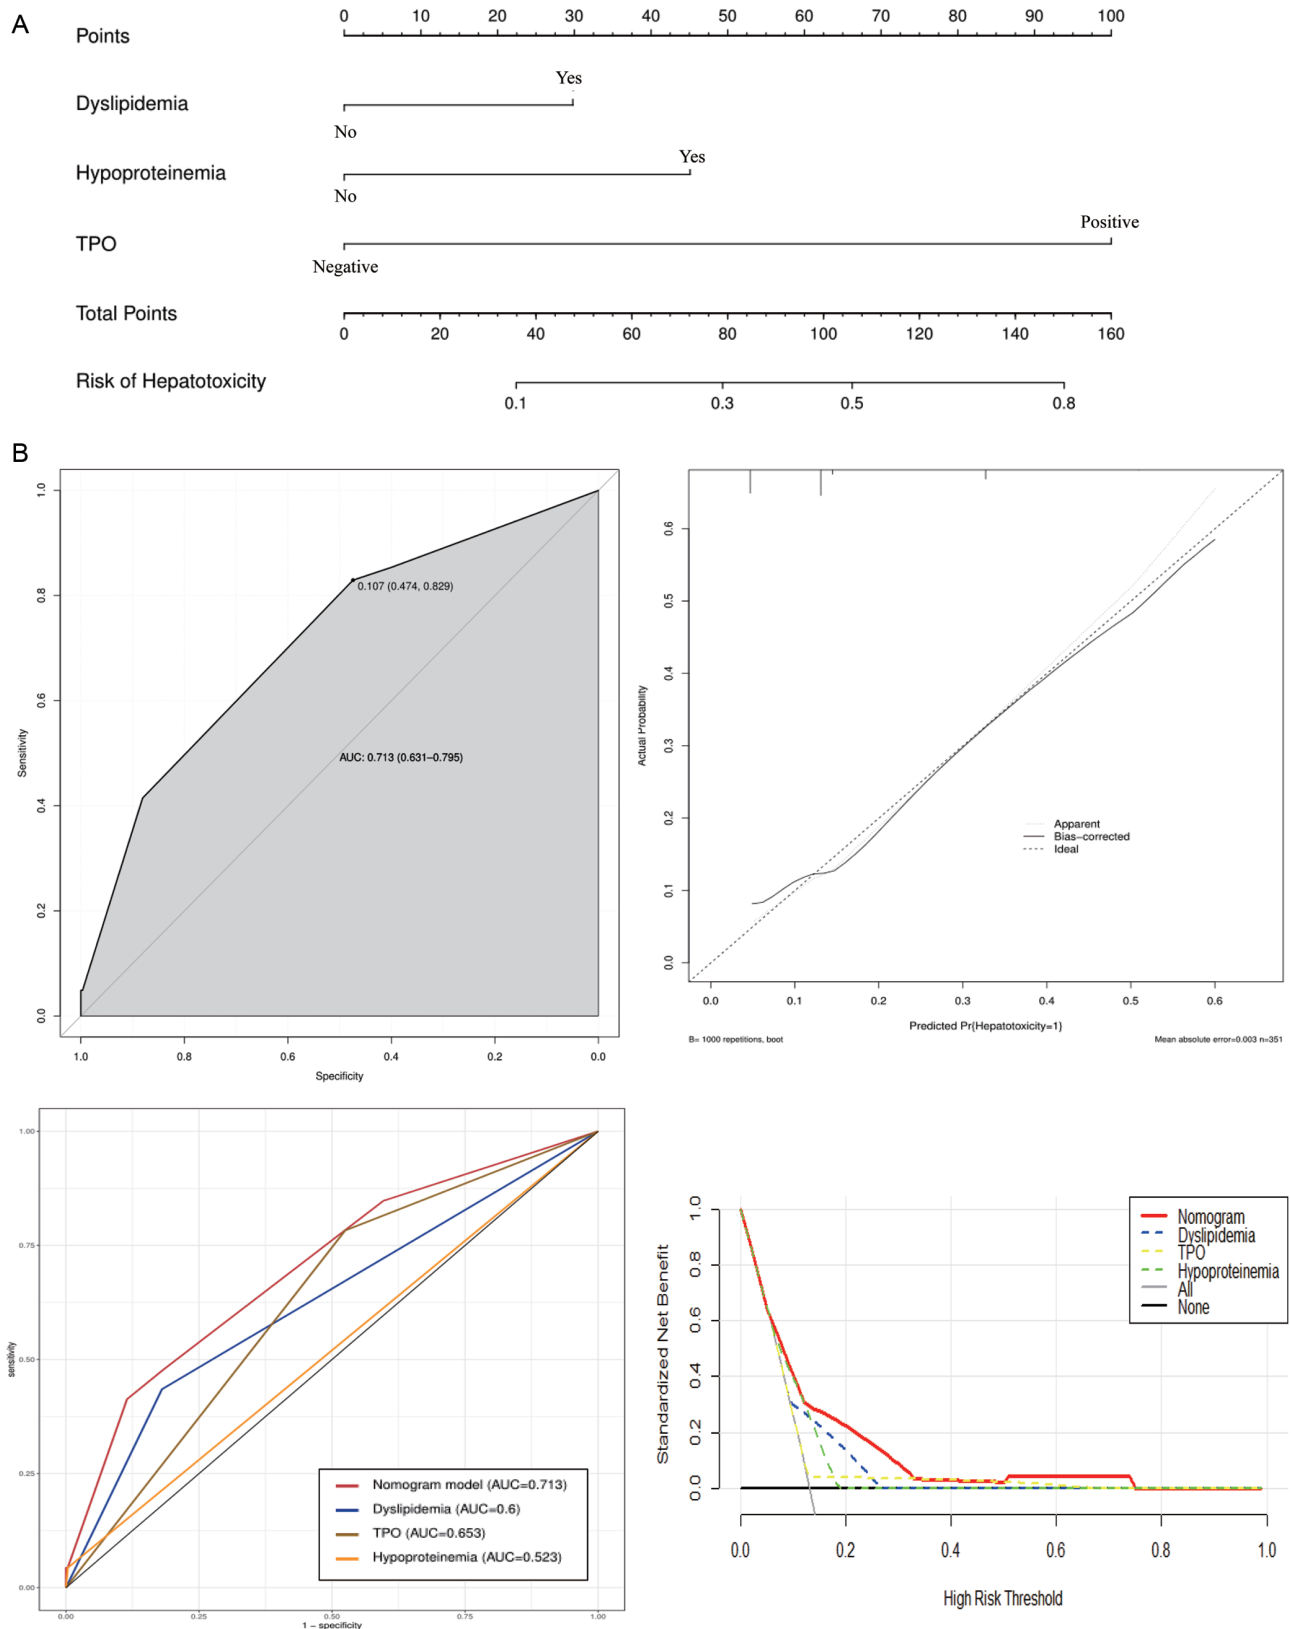 A
Points
0 10 20 30 40 50 60 70 80 90 100
Yes
Dyslipidemia
No
Yes
Hypoproteinemia
No
Positive
TPO
Negative
Total Points
0 20 40 60 80 100 120 140 160
Risk of Hepatotoxicity
0.1 0.3 0.5 0.8
B
Sensitivity
1.0
0.8
0.6
0.4
0.2
0.0
0.107 (0.474, 0.829)
AUC: 0.713 (0.631–0.795)
1.0 0.8 0.6 0.4 0.2 0.0
Specificity
Actual Probability
0.6
0.5
0.4
0.3
0.2
0.1
0.0
Apparent
Bias-corrected
Ideal
0.0 0.1 0.2 0.3 0.4 0.5 0.6
Predicted Pr{Hepatotoxicity=1}
B= 1000 repetitions, boot
Mean absolute error=0.003 n=351
sensitivity
1.00
0.75
0.50
0.25
0.00
Nomogram model (AUC=0.713)
Dyslipidemia (AUC=0.6)
TPO (AUC=0.653)
Hypoproteinemia (AUC=0.523)
0.00 0.25 0.50 0.75 1.00
1 - specificity
Standardized Net Benefit
1.0
0.8
0.6
0.4
0.2
0.0
Nomogram
Dyslipidemia
TPO
Hypoproteinemia
All
None
0.0 0.2 0.4 0.6 0.8 1.0
High Risk Threshold